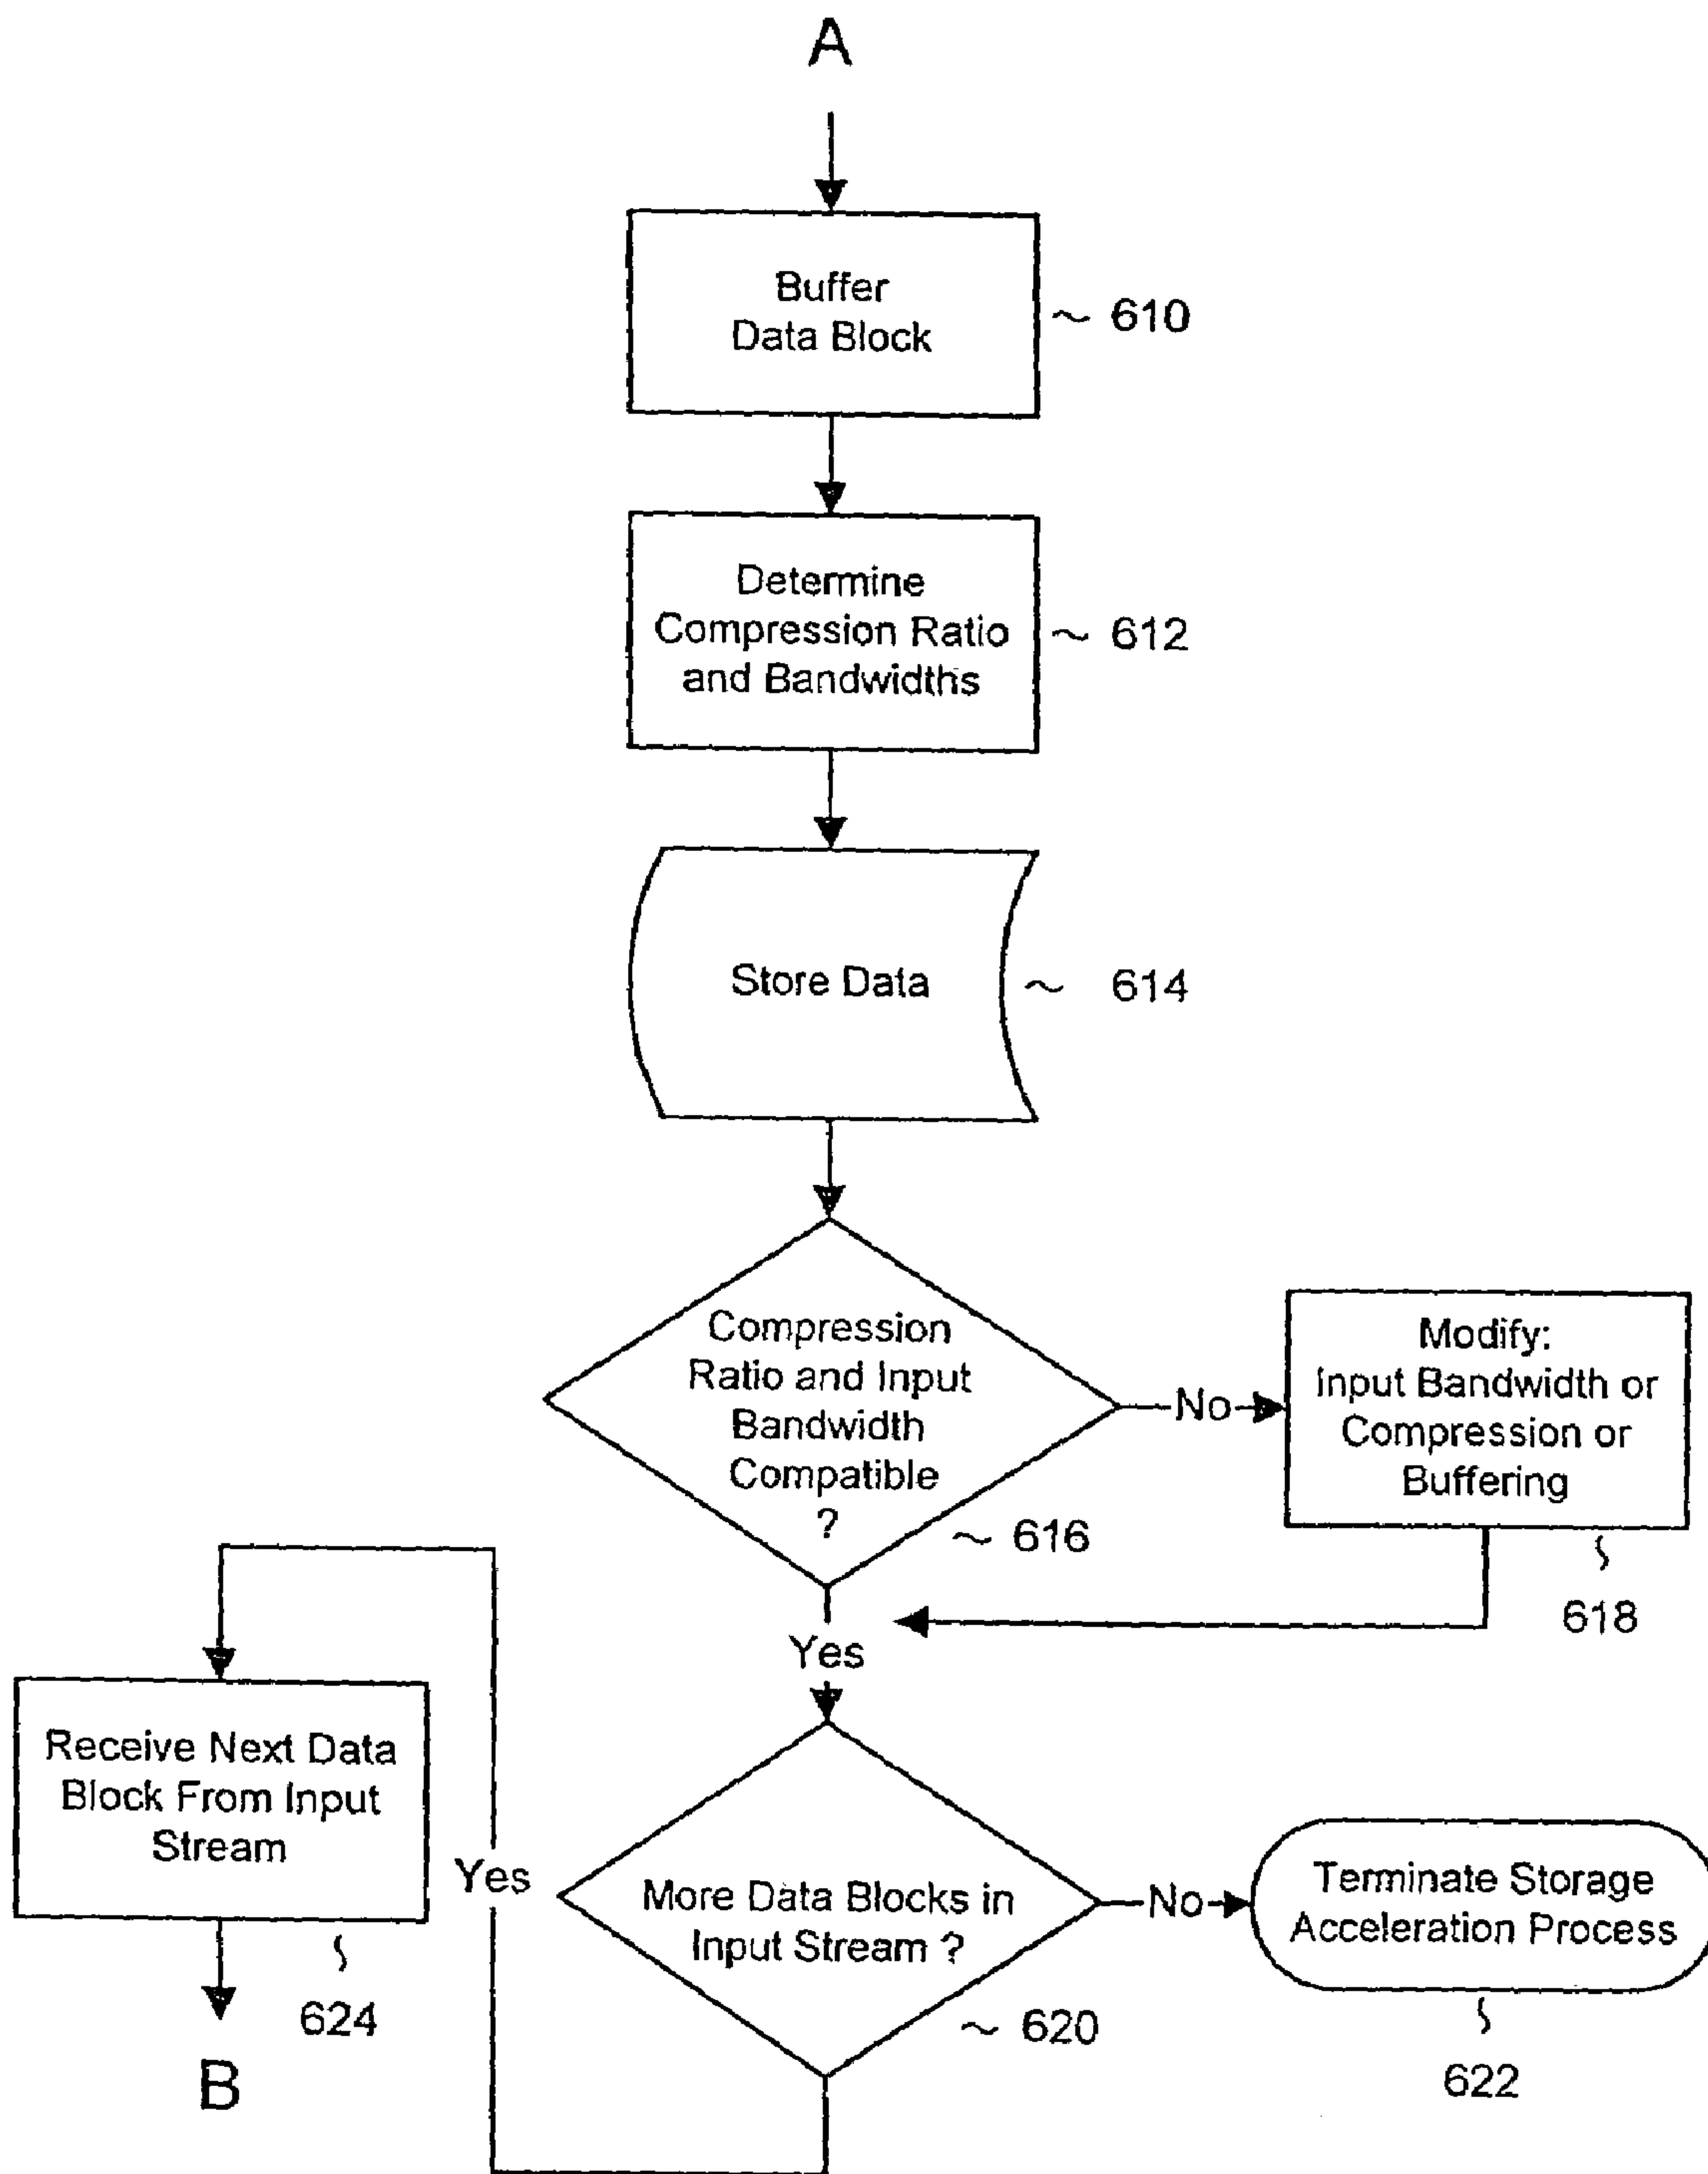 A
Buffer
Data Block
~ 610
Determine
Compression Ratio
and Bandwidths
~ 612
Store Data
~ 614
Compression
Ratio and Input
Bandwidth
Compatible
?
~ 616
No
Modify:
Input Bandwidth or
Compression or
Buffering
618
Yes
Receive Next Data
Block From Input
Stream
624
B
Yes
More Data Blocks in
Input Stream ?
~ 620
No
Terminate Storage
Acceleration Process
622